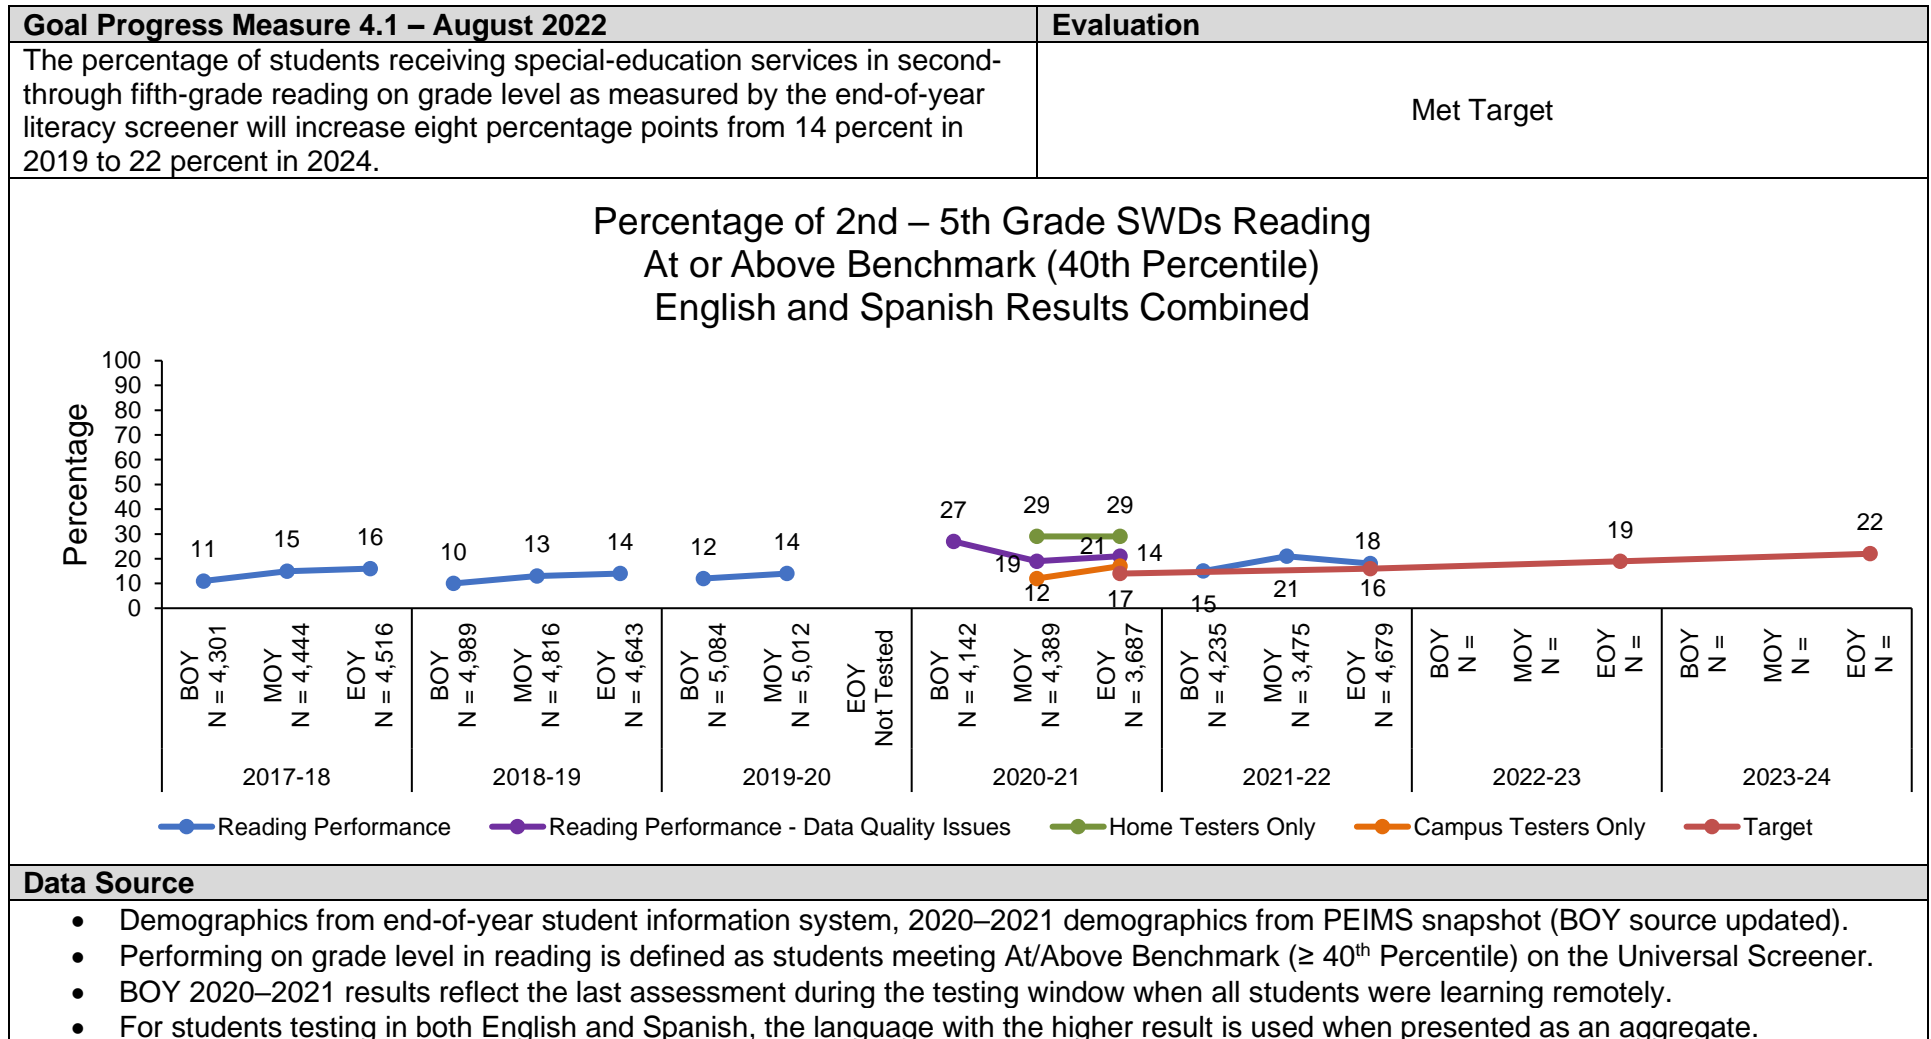 Goal Progress Measure 4.1 – August 2022
Evaluation
The percentage of students receiving special-education services in second-
through fifth-grade reading on grade level as measured by the end-of-year
literacy screener will increase eight percentage points from 14 percent in
2019 to 22 percent in 2024.
Met Target
Percentage of 2nd – 5th Grade SWDs Reading
At or Above Benchmark (40th Percentile)
English and Spanish Results Combined
Percentage
100
90
80
70
60
50
40
30
20
10
0
11
15
16
10
13
14
12
14
27
29
29
19
21
14
12
17
15
21
18
16
19
22
BOY
N = 4,301
MOY
N = 4,444
EOY
N = 4,516
BOY
N = 4,989
MOY
N = 4,816
EOY
N = 4,643
BOY
N = 5,084
MOY
N = 5,012
EOY
Not Tested
BOY
N = 4,142
MOY
N = 4,389
EOY
N = 3,687
BOY
N = 4,235
MOY
N = 3,475
EOY
N = 4,679
BOY
N =
MOY
N =
EOY
N =
BOY
N =
MOY
N =
EOY
N =
2017-18
2018-19
2019-20
2020-21
2021-22
2022-23
2023-24
Reading Performance
Reading Performance - Data Quality Issues
Home Testers Only
Campus Testers Only
Target
Data Source
• Demographics from end-of-year student information system, 2020–2021 demographics from PEIMS snapshot (BOY source updated).
• Performing on grade level in reading is defined as students meeting At/Above Benchmark (≥ 40th Percentile) on the Universal Screener.
• BOY 2020–2021 results reflect the last assessment during the testing window when all students were learning remotely.
• For students testing in both English and Spanish, the language with the higher result is used when presented as an aggregate.